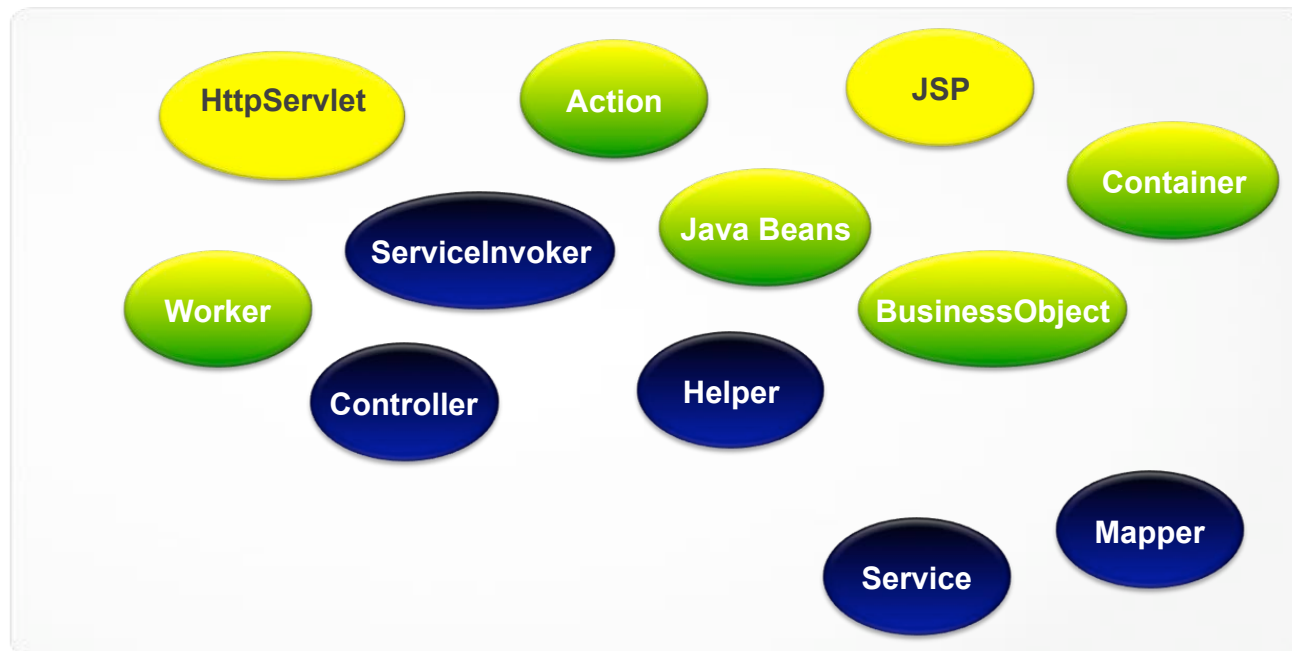 HttpServlet
Action
JSP
Container
ServiceInvoker
Java Beans
Worker
BusinessObject
Controller
Helper
Mapper
Service